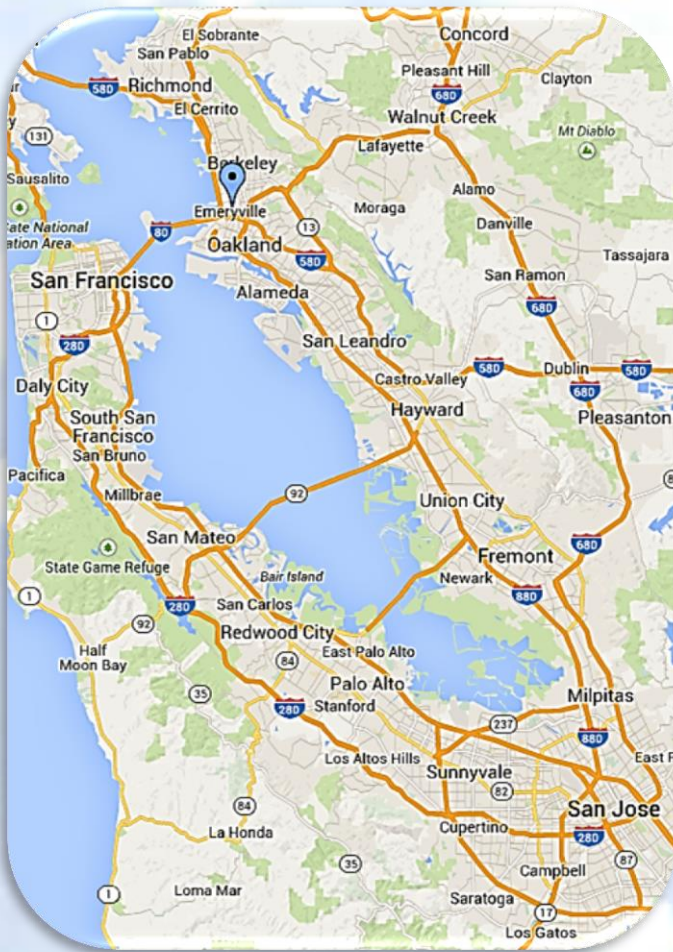 El Sobrante
Concord
San Pablo
Pleasant Hill
Clayton
580
Richmond
680
El Cerrito
Walnut Creek
131
Lafayette
Mt Diablo
Berkeley
Sausalito
Alamo
Emeryville
Moraga
ate National
ation Area
80
13
Danville
Oakland
580
Tassajara
San Francisco
San Ramon
Alameda
680
1
280
San Leandro
580
Dublin
580
Daly City
Castro Valley
680
Hayward
Pleasanton
South San
Francisco
San Bruno
Pacifica
92
Millbrae
Union City
San Mateo
680
Fremont
State Game Refuge
Bair Island
Newark
1
280
San Carlos
880
92
Redwood City
Half
Moon Bay
84
East Palo Alto
35
Palo Alto
Milpitas
280
Stanford
237
880
Los Altos Hills
Sunnyvale
East F
82
84
San Jose
La Honda
Cupertino
280
35
87
Campbell
1
Loma Mar
Saratoga
17
Los Gatos